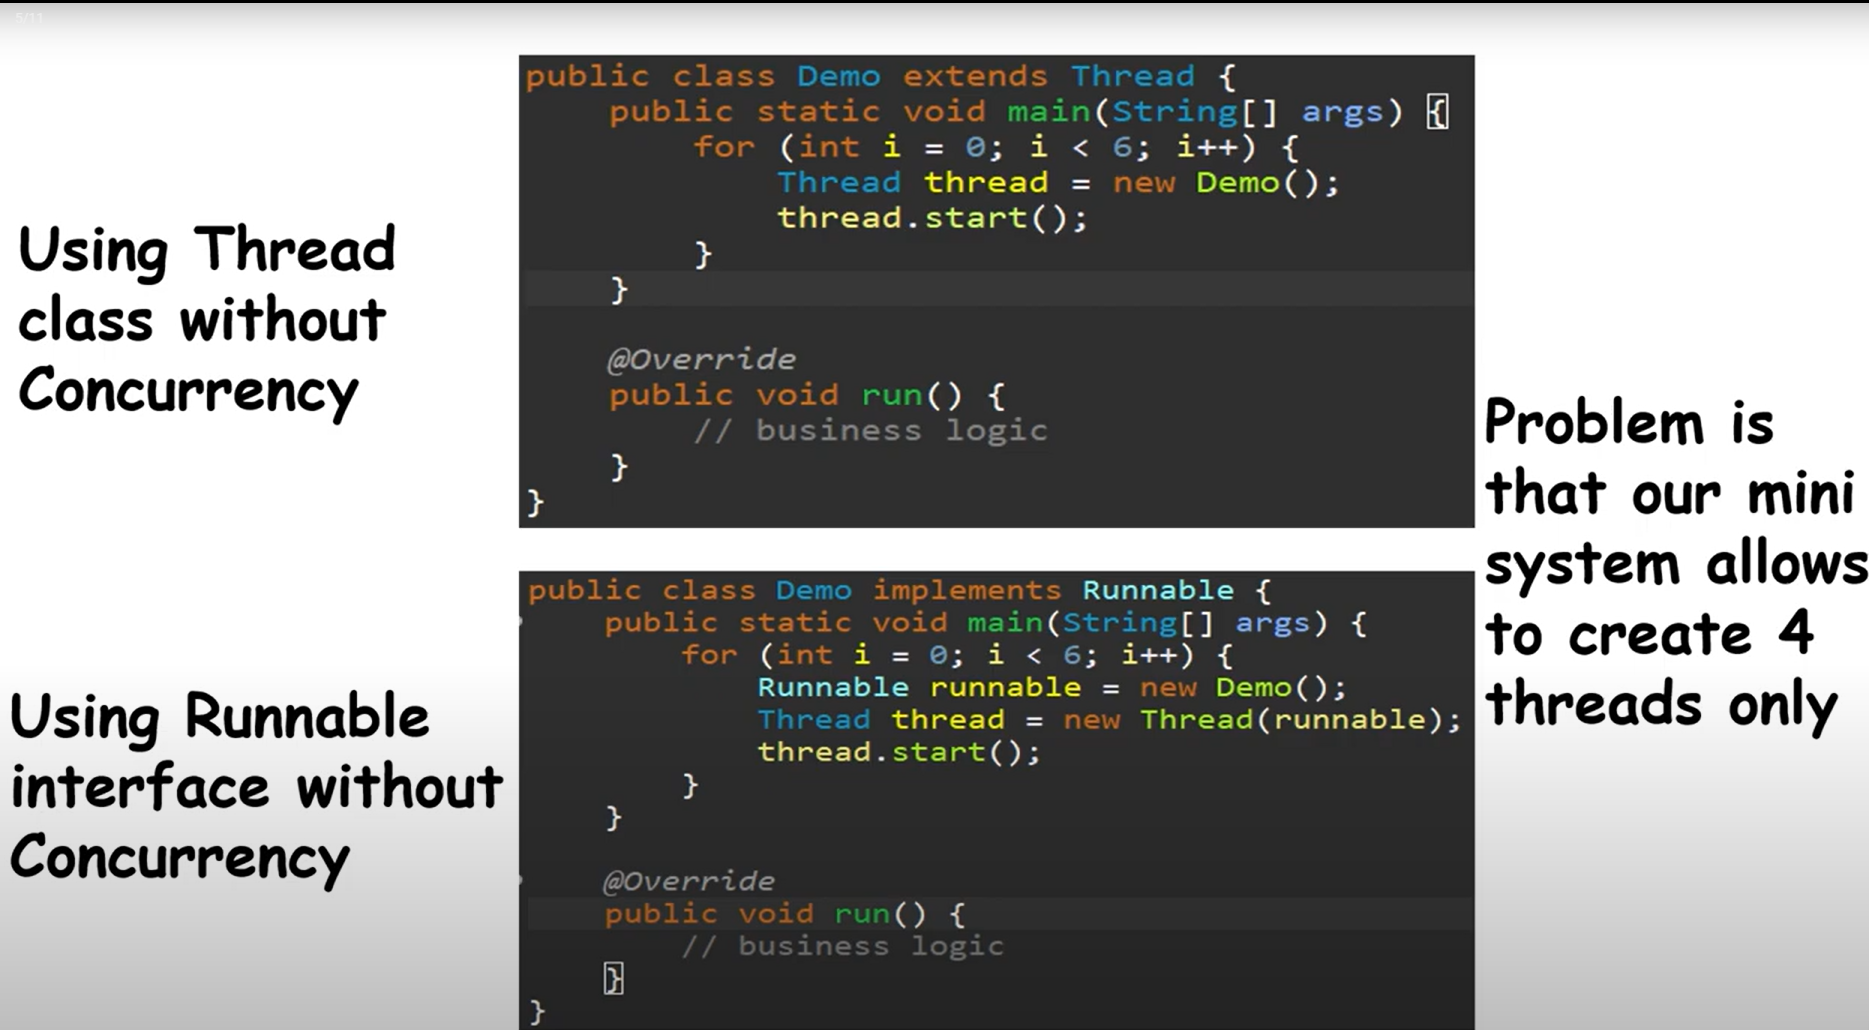 5/11
public class Demo extends Thread {
public static void main(String[] args) {
for (int i = 0; i < 6; i++) {
Thread thread = new Demo();
thread.start();
}
}
@Override
public void run() {
// business logic
}
}
Using Thread
class without
Concurrency
public class Demo implements Runnable {
public static void main(String[] args) {
for (int i = 0; i < 6; i++) {
Runnable runnable = new Demo();
Thread thread = new Thread(runnable);
thread.start();
}
}
@Override
public void run() {
// business logic
}
}
Using Runnable
interface without
Concurrency
Problem is
that our mini
system allows
to create 4
threads only